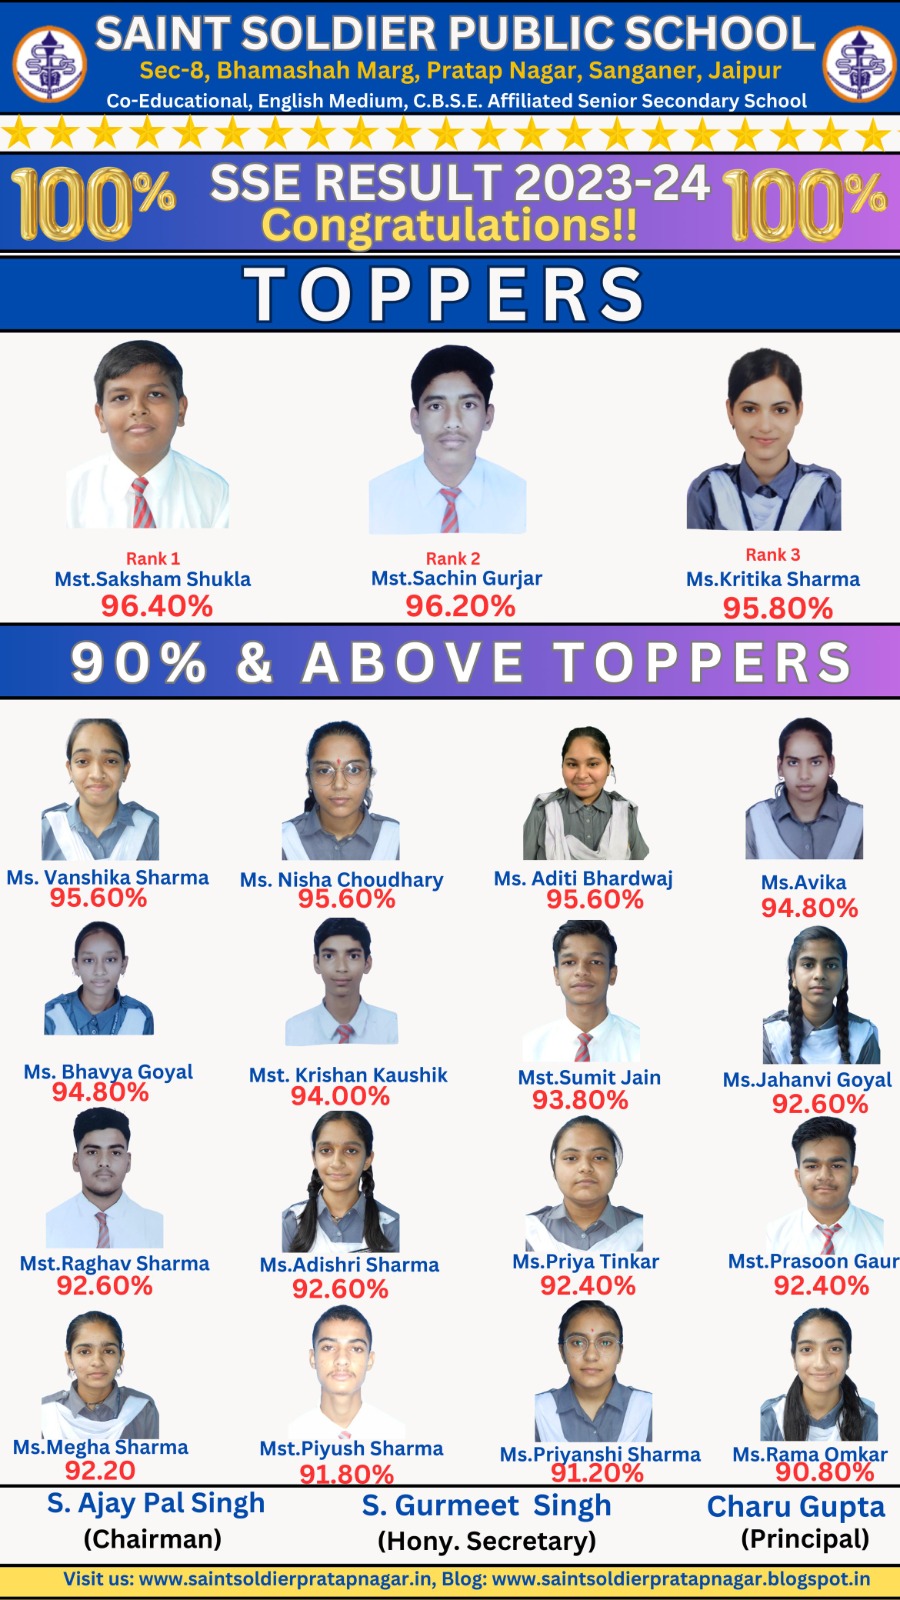 SAINT SOLDIER PUBLIC SCHOOL
Sec-8, Bhamashah Marg, Pratap Nagar, Sanganer, Jaipur
Co-Educational, English Medium, C.B.S.E. Affiliated Senior Secondary School
100% SSE RESULT 2023-24 100%
Congratulations!!
TOPPERS
Rank 1 Rank 2 Rank 3
Mst.Saksham Shukla Mst.Sachin Gurjar Ms.Kritika Sharma
96.40% 96.20% 95.80%
90% & ABOVE TOPPERS
Ms. Vanshika Sharma Ms. Nisha Choudhary Ms. Aditi Bhardwaj Ms.Avika
95.60% 95.60% 95.60% 94.80%
Ms. Bhavya Goyal Mst. Krishan Kaushik Mst.Sumit Jain Ms.Jahanvi Goyal
94.80% 94.00% 93.80% 92.60%
Mst.Raghav Sharma Ms.Adishri Sharma Ms.Priya Tinkar Mst.Prasoon Gaur
92.60% 92.60% 92.40% 92.40%
Ms.Megha Sharma Mst.Piyush Sharma Ms.Priyanshi Sharma Ms.Rama Omkar
92.20 91.80% 91.20% 90.80%
S. Ajay Pal Singh S. Gurmeet Singh Charu Gupta
(Chairman) (Hony. Secretary) (Principal)
Visit us: www.saintsoldierpratapnagar.in, Blog: www.saintsoldierpratapnagar.blogspot.in